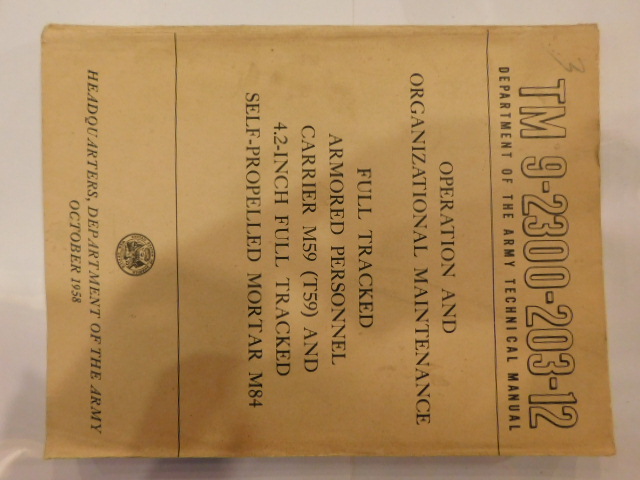 3
TM 9-2300-203-12
DEPARTMENT OF THE ARMY TECHNICAL MANUAL
OPERATION AND
ORGANIZATIONAL MAINTENANCE
FULL TRACKED
ARMORED PERSONNEL
CARRIER M59 (T59) AND
4.2-INCH FULL TRACKED
SELF-PROPELLED MORTAR M84
HEADQUARTERS, DEPARTMENT OF THE ARMY
OCTOBER 1958